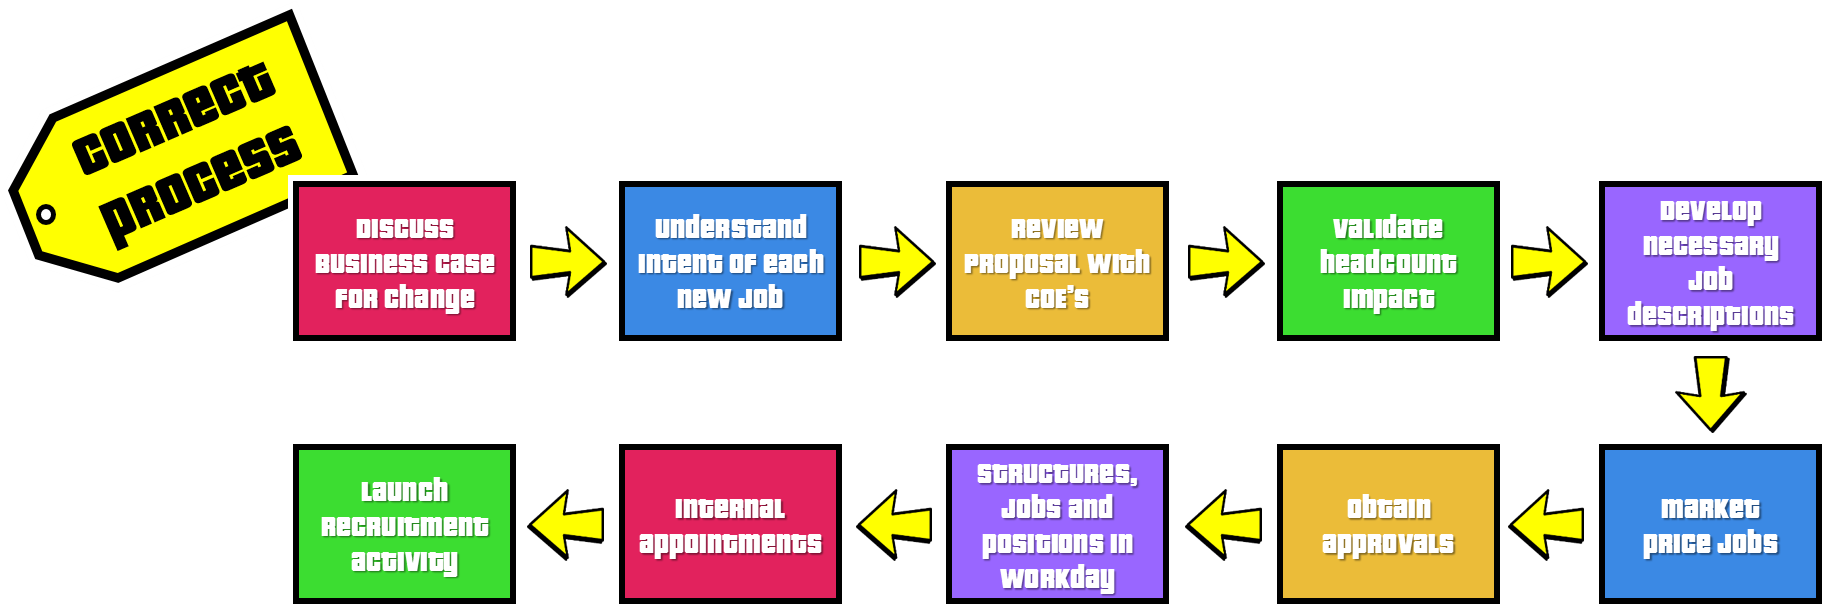 CORRECT
PROCESS
DISCUSS
BUSINESS CASE
FOR CHANGE
UNDERSTAND
INTENT OF EACH
NEW JOB
REVIEW
PROPOSAL WITH
COE'S
VALIDATE
HEADCOUNT
IMPACT
DEVELOP
NECESSARY
JOB
DESCRIPTIONS
MARKET
PRICE JOBS
OBTAIN
APPROVALS
STRUCTURES,
JOBS AND
POSITIONS IN
WORKDAY
INTERNAL
APPOINTMENTS
LAUNCH
RECRUITMENT
ACTIVITY